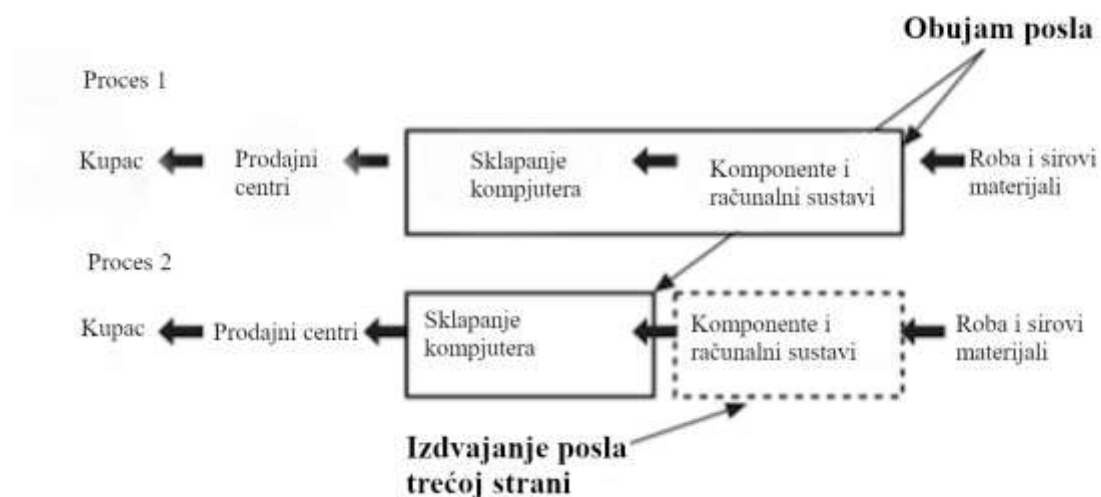 Obujam posla
Proces 1
Kupac
Prodajni
centri
Sklapanje
kompjutera
Komponente i
računalni sustavi
Roba i sirovi
materijali
Proces 2
Kupac
Prodajni centri
Sklapanje
kompjutera
Komponente i
računalni sustavi
Roba i sirovi
materijali
Izdvajanje posla
trećoj strani